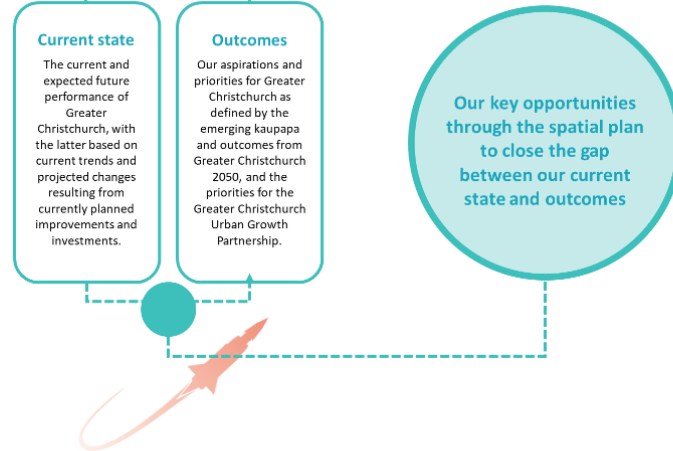 Current state
The current and
expected future
performance of
Greater
Christchurch, with
the latter based on
current trends and
projected changes
resulting from
currently planned
improvements and
investments.
Outcomes
Our aspirations and
priorities for Greater
Christchurch as
defined by the
emerging kaupapa
and outcomes from
Greater Christchurch
2050, and the
priorities for the
Greater Christchurch
Urban Growth
Partnership.
Our key opportunities
through the spatial plan
to close the gap
between our current
state and outcomes